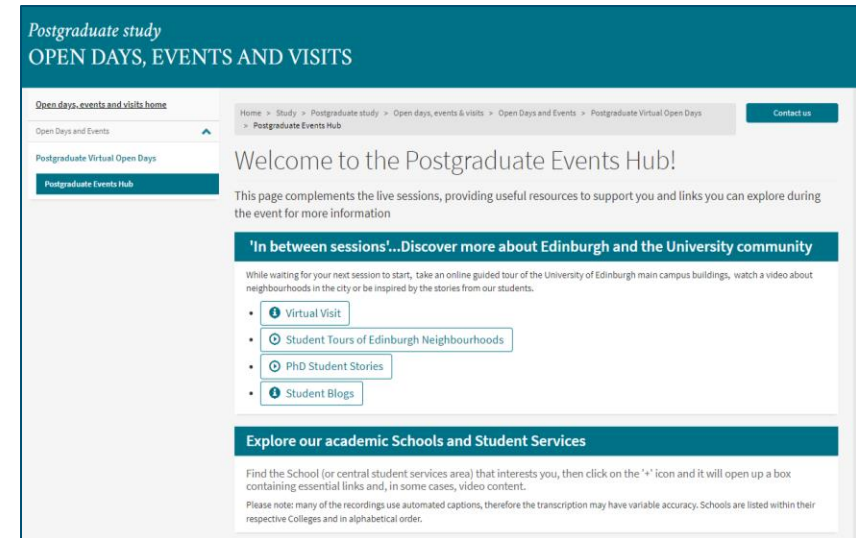 Postgraduate study
OPEN DAYS, EVENTS AND VISITS
Open days, events and visits home
Open Days and Events
Postgraduate Virtual Open Days
Postgraduate Events Hub
Home > Study > Postgraduate study > Open days, events & visits > Open Days and Events > Postgraduate Virtual Open Days
> Postgraduate Events Hub
Contact us
Welcome to the Postgraduate Events Hub!
This page complements the live sessions, providing useful resources to support you and links you can explore during
the event for more information
'In between sessions'...Discover more about Edinburgh and the University community
While waiting for your next session to start, take an online guided tour of the University of Edinburgh main campus buildings, watch a video about
neighbourhoods in the city or be inspired by the stories from our students.
• Virtual Visit
• Student Tours of Edinburgh Neighbourhoods
• PhD Student Stories
• Student Blogs
Explore our academic Schools and Student Services
Find the School (or central student services area) that interests you, then click on the '+' icon and it will open up a box
containing essential links and, in some cases, video content.
Please note: many of the recordings use automated captions, therefore the transcription may have variable accuracy. Schools are listed within their
respective Colleges and in alphabetical order.